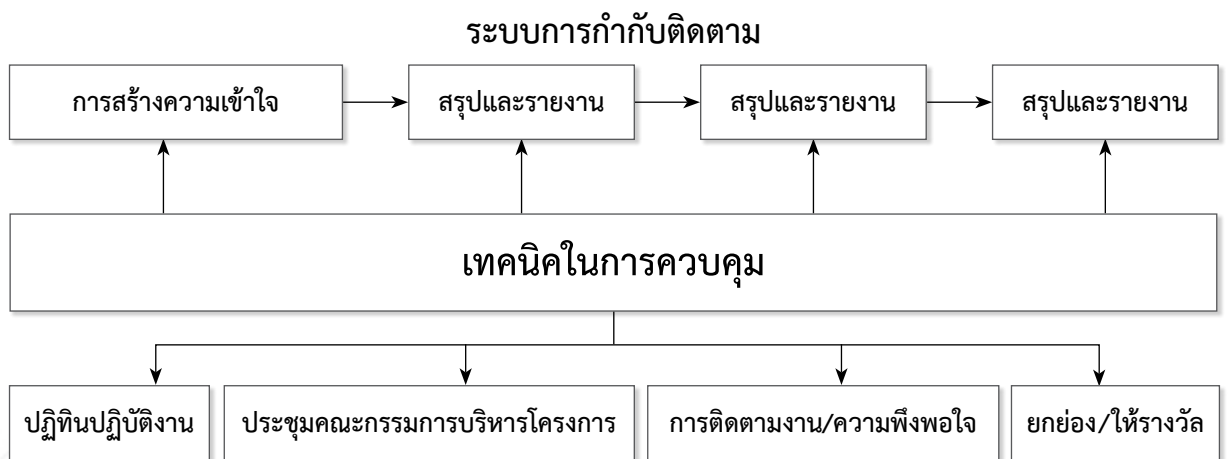 ระบบการกำกับติดตาม
การสร้างความเข้าใจ
สรุปและรายงาน
สรุปและรายงาน
สรุปและรายงาน
เทคนิคในการควบคุม
ปฏิทินปฏิบัติงาน
ประชุมคณะกรรมการบริหารโครงการ
การติดตามงาน/ความพึงพอใจ
ยกย่อง/ให้รางวัล